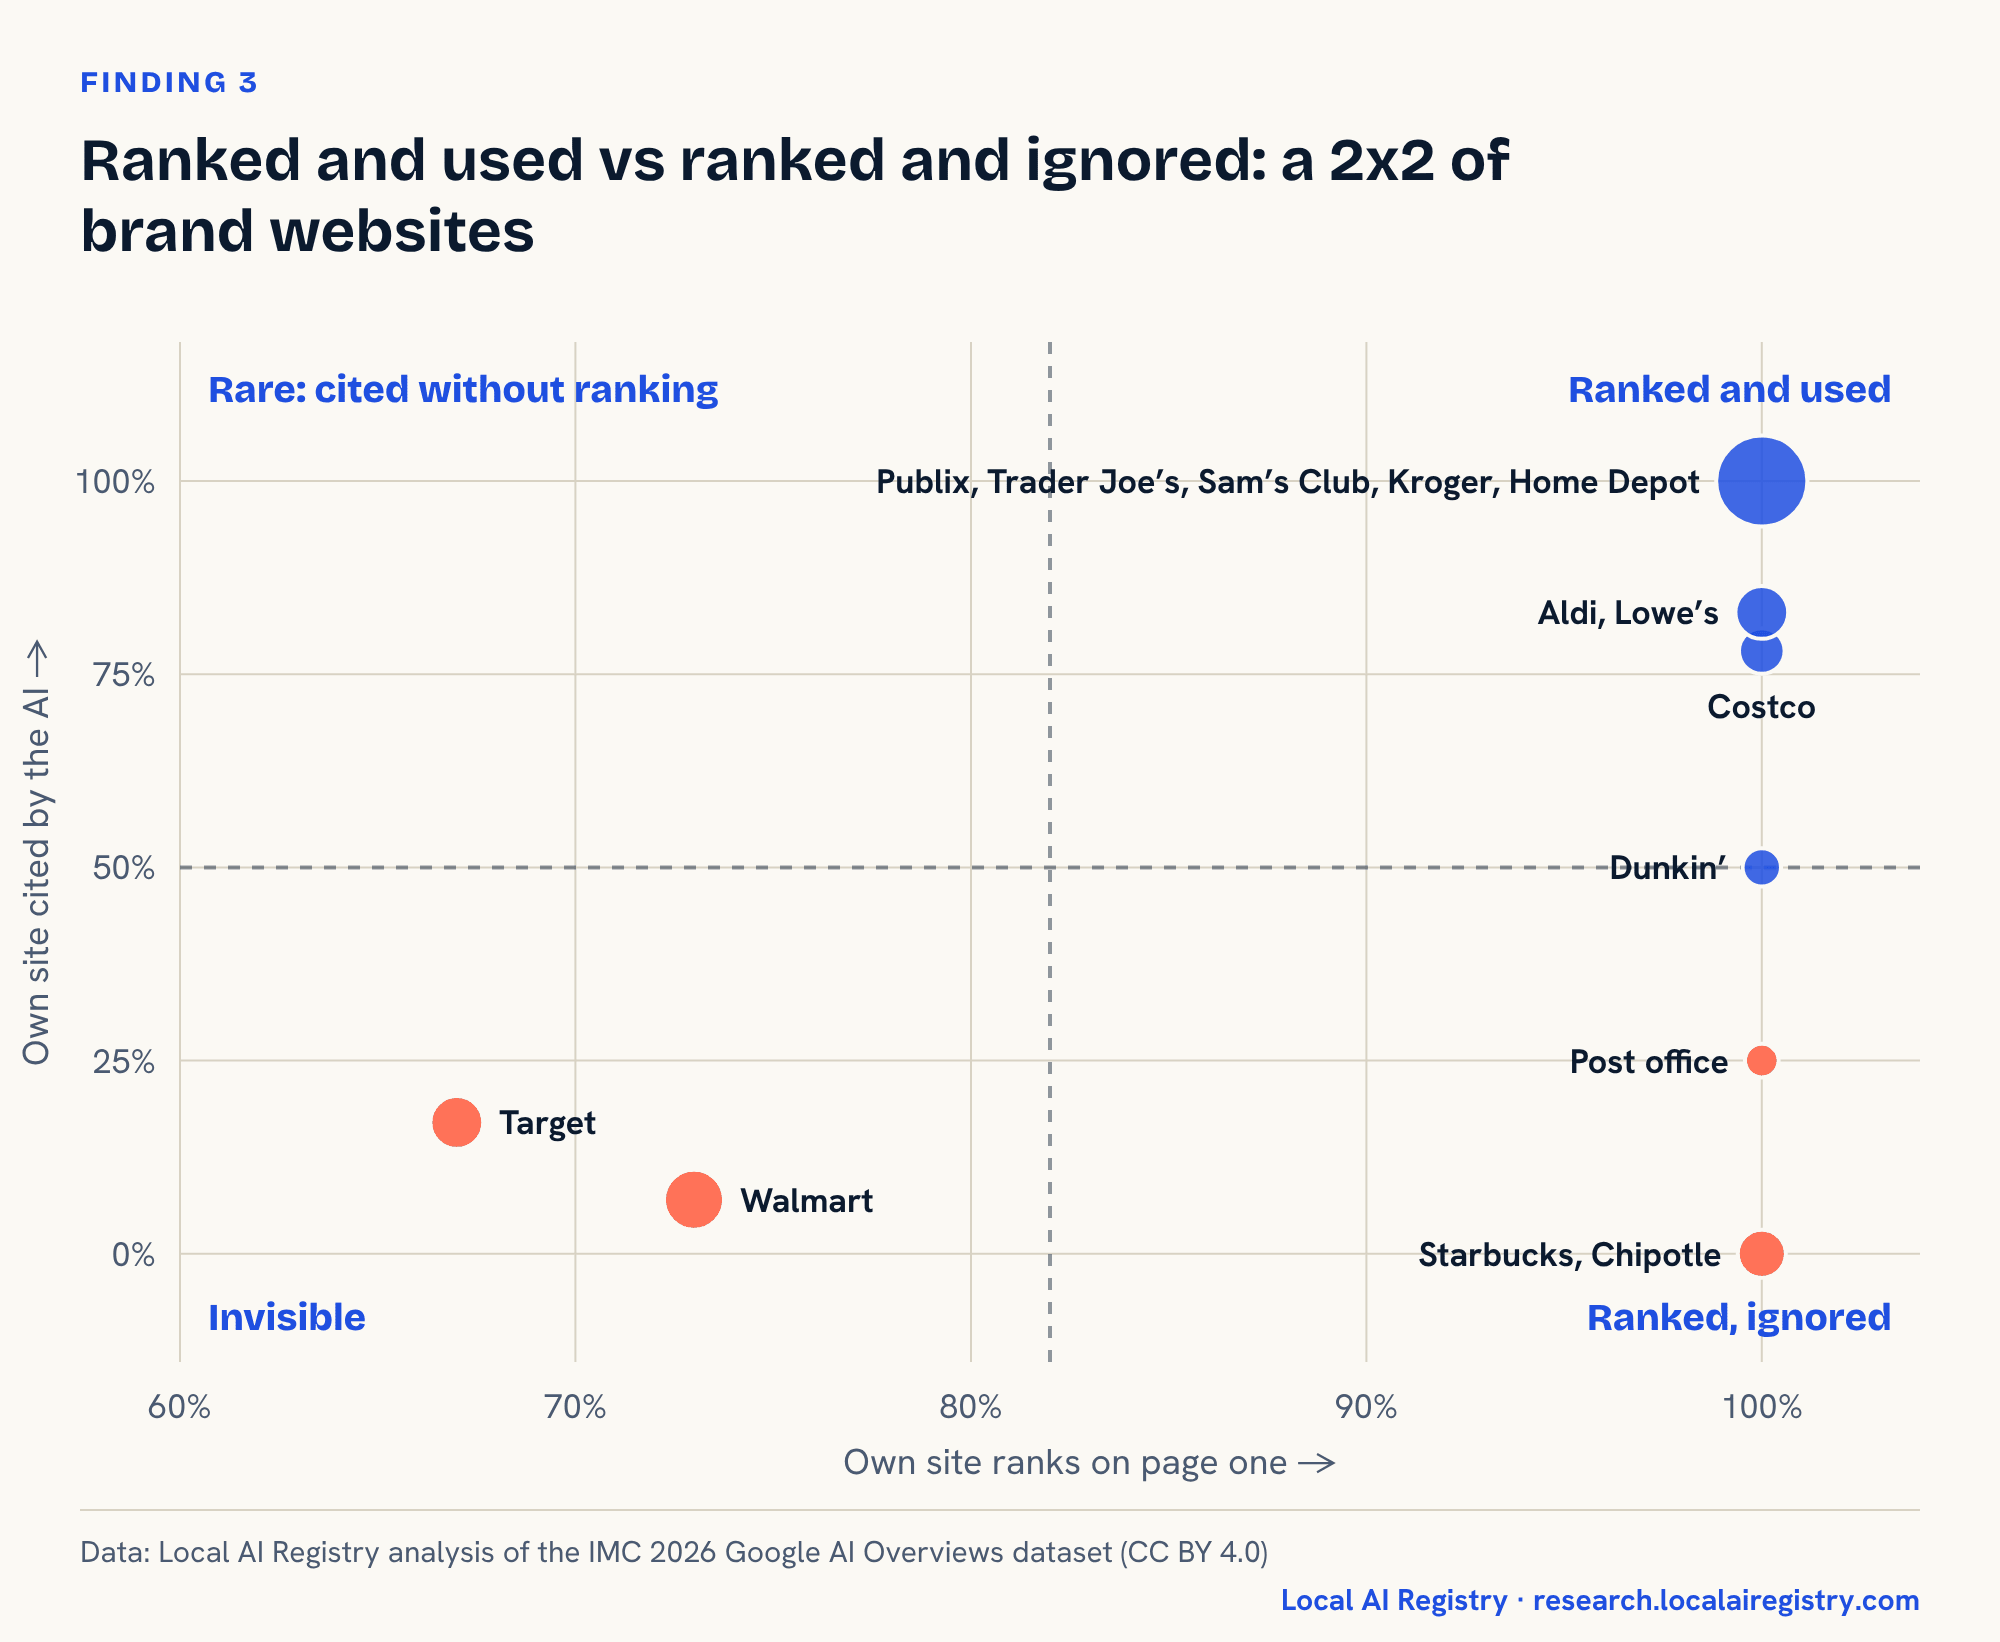 FINDING 3
Ranked and used vs ranked and ignored: a 2x2 of
brand websites
Rare: cited without ranking
Ranked and used
100%
Publix, Trader Joe’s, Sam’s Club, Kroger, Home Depot
Aldi, Lowe’s
75%
Costco
Own site cited by the AI →
50%
Dunkin’
25%
Post office
Target
Walmart
0%
Starbucks, Chipotle
Invisible
Ranked, ignored
60%
70%
80%
90%
100%
Own site ranks on page one →
Data: Local AI Registry analysis of the IMC 2026 Google AI Overviews dataset (CC BY 4.0)
Local AI Registry · research.localairegistry.com